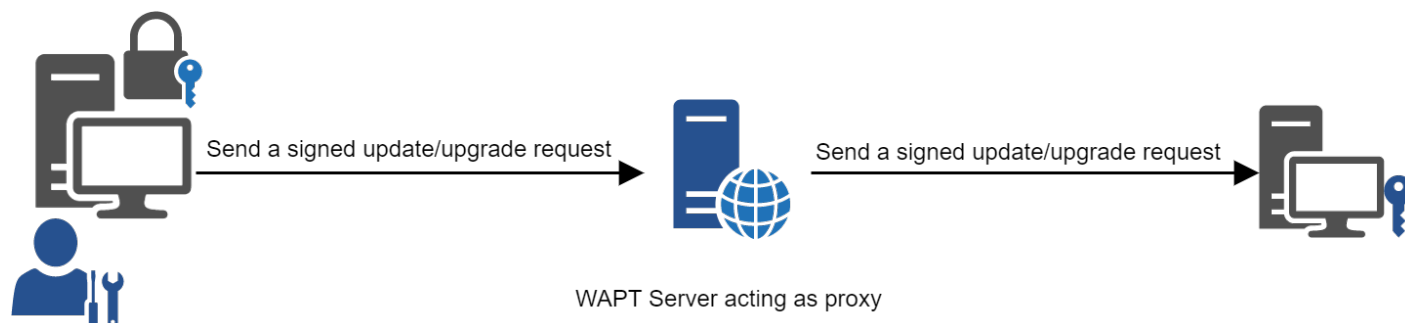 Send a signed update/upgrade request
Send a signed update/upgrade request
WAPT Server acting as proxy